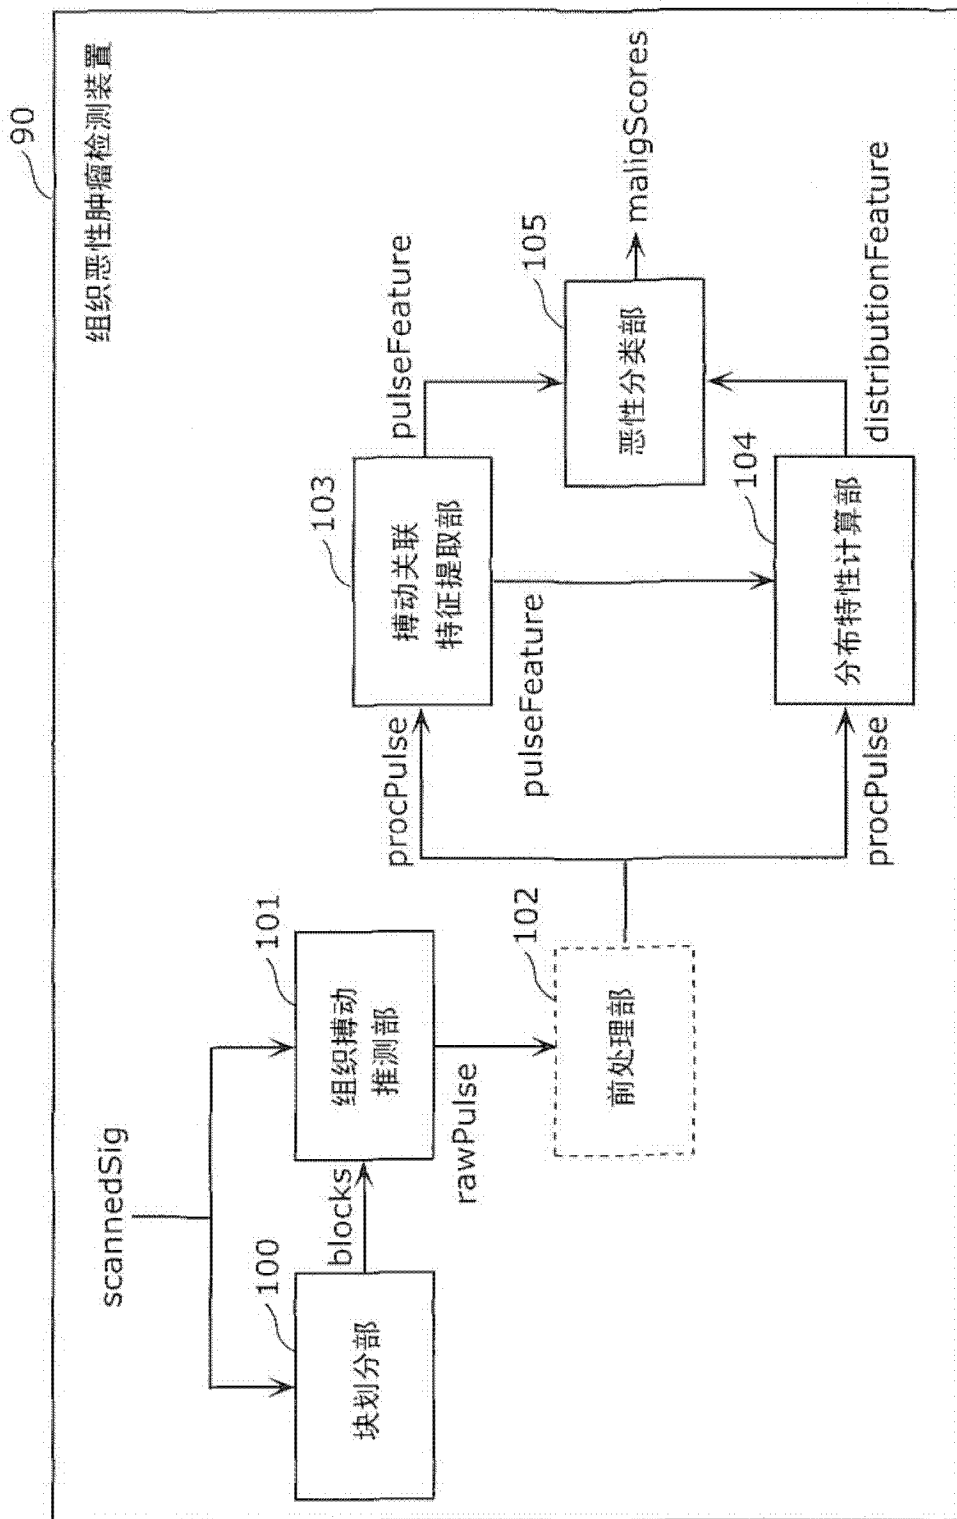 90
组织恶性肿瘤检测装置
scannedSig
100
块划分部
blocks
101
组织搏动
推测部
rawPulse
102
前处理部
procPulse
procPulse
103
搏动关联
特征提取部
pulseFeature
pulseFeature
104
分布特性计算部
distributionFeature
105
恶性分类部
maligScores